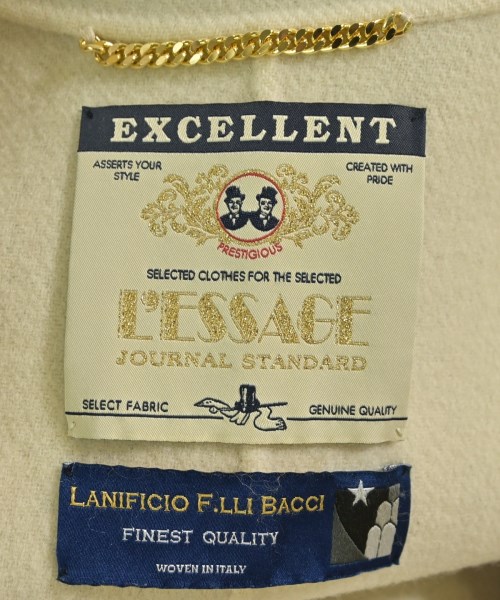 EXCELLENT
ASSERTS YOUR
STYLE
CREATED WITH
PRIDE
PRESTIGIOUS
SELECTED CLOTHES FOR THE SELECTED
L'ESSAGE
JOURNAL STANDARD
SELECT FABRIC
GENUINE QUALITY
LANIFICIO F.LLI BACCI
FINEST QUALITY
WOVEN IN ITALY